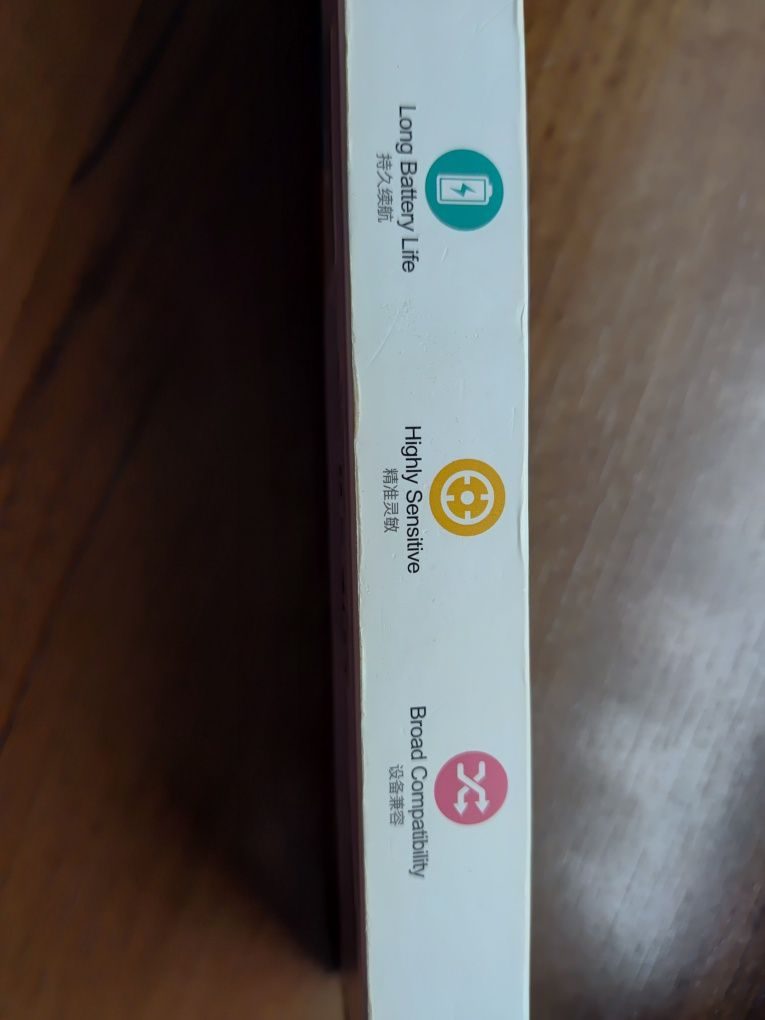 Long Battery Life
持久续航
Highly Sensitive
精准灵敏
Broad Compatibility
设备兼容